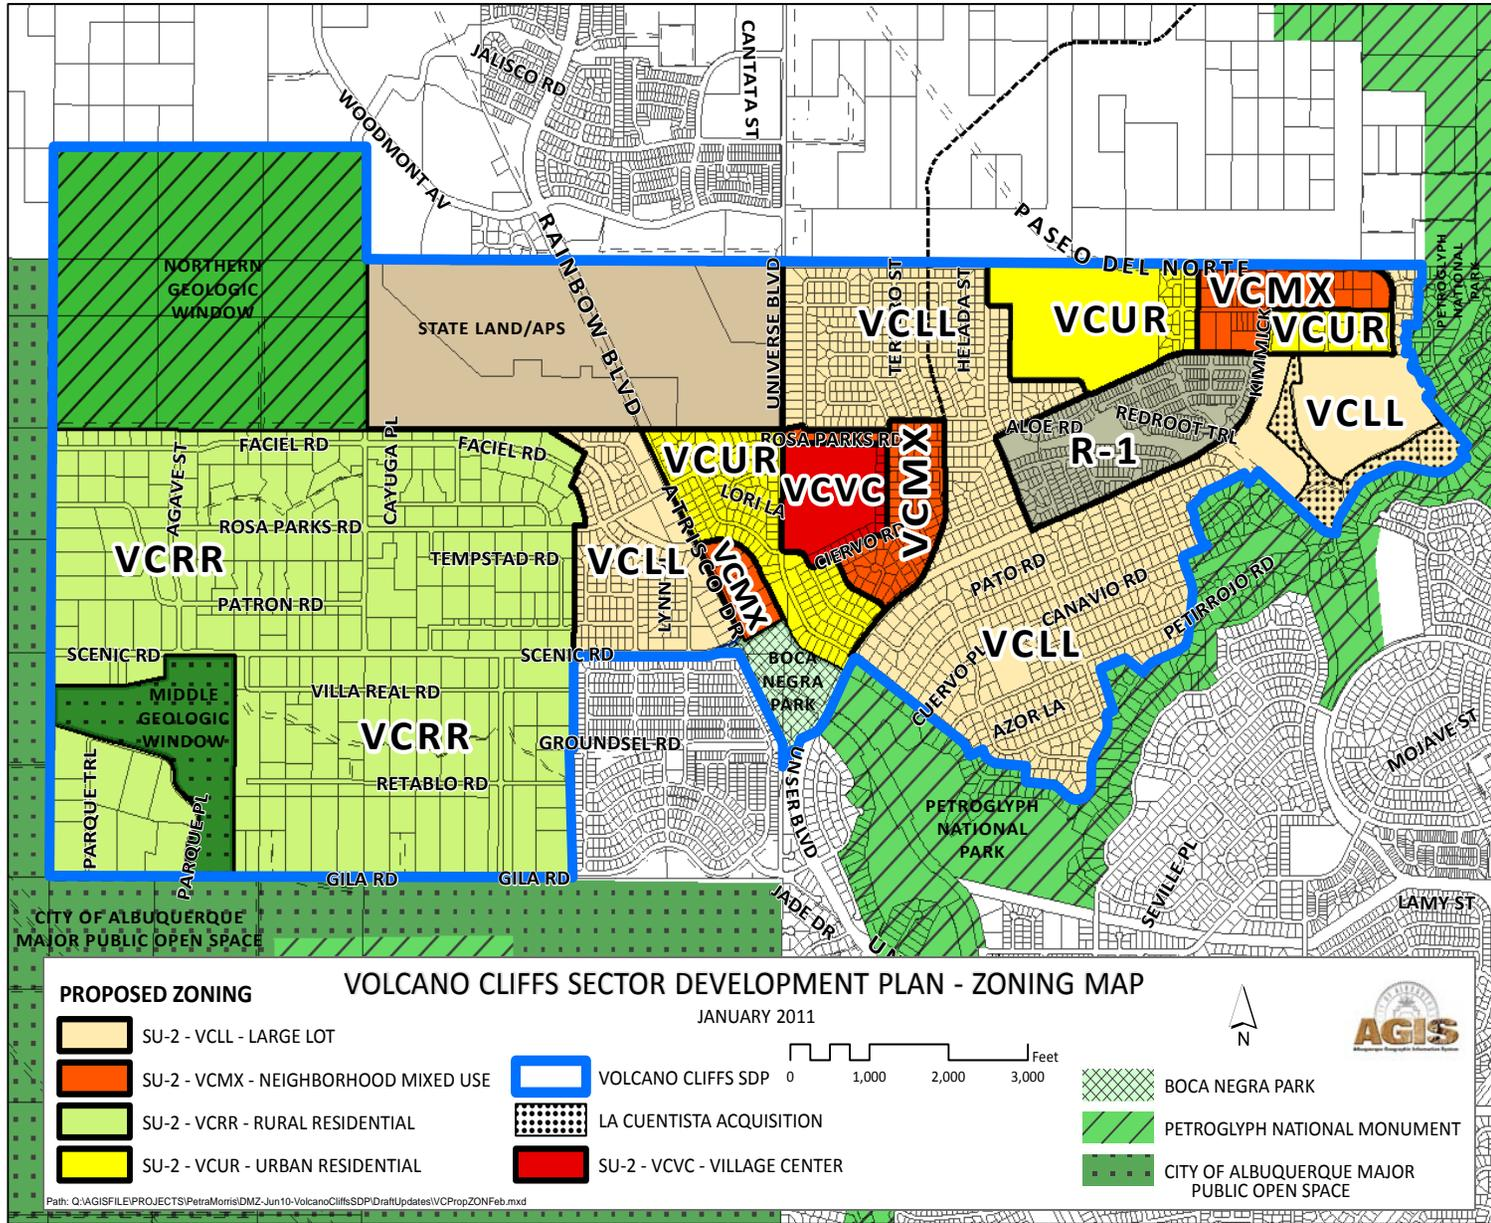 JALISCO RD
CANTATA ST
WOODMONT AV
RAINBOW BLVD
PASEO DEL NORTE
PETROGLYPH
NATIONAL
PARK
NORTHERN
GEOLOGIC
WINDOW
STATE LAND/APS
UNIVERSE BLVD
TERCERO ST
HELADA ST
VCLL
VCUR
VCMX
VCUR
KIMMICK
VCLL
ALOE RD
REDROOT TRL
R-1
FACIEL RD
FACIEL RD
AGAVE ST
CAYUGA PL
ROSA PARKS RD
VCUR
LORI LA
VCVC
VCMX
CIERVO RD
ROSA PARKS RD
TEMPSTAD RD
VCRR
VCLL
ATRISCO DR
VCMX
LYNN
PATRON RD
PATO RD
CANAVIO RD
PETIRROJO RD
VCLL
SCENIC RD
SCENIC RD
BOCA
NEGRA
PARK
CUERVO PL
AZOR LA
MIDDLE
GEOLOGIC
WINDOW
VILLA REAL RD
VCRR
GROUNDSEL RD
RETABLO RD
PARQUE TRL
PARQUE PL
UNSER BLVD
PETROGLYPH
NATIONAL
PARK
MOJAVE ST
SEVILLE PL
LAMY ST
GILA RD
GILA RD
JADE DR
CITY OF ALBUQUERQUE
MAJOR PUBLIC OPEN SPACE
VOLCANO CLIFFS SECTOR DEVELOPMENT PLAN - ZONING MAP
JANUARY 2011
PROPOSED ZONING
SU-2 - VCLL - LARGE LOT
SU-2 - VCMX - NEIGHBORHOOD MIXED USE
SU-2 - VCRR - RURAL RESIDENTIAL
SU-2 - VCUR - URBAN RESIDENTIAL
VOLCANO CLIFFS SDP
LA CUENTISTA ACQUISITION
SU-2 - VCVC - VILLAGE CENTER
0 1,000 2,000 3,000
Feet
N
AGIS
Albuquerque Geographic Information System
BOCA NEGRA PARK
PETROGLYPH NATIONAL MONUMENT
CITY OF ALBUQUERQUE MAJOR
PUBLIC OPEN SPACE
Path: Q:\AGISFILE\PROJECTS\PetraMorris\DMZ-Jun10-VolcanoCliffsSDP\DraftUpdates\VCPropZONFeb.mxd